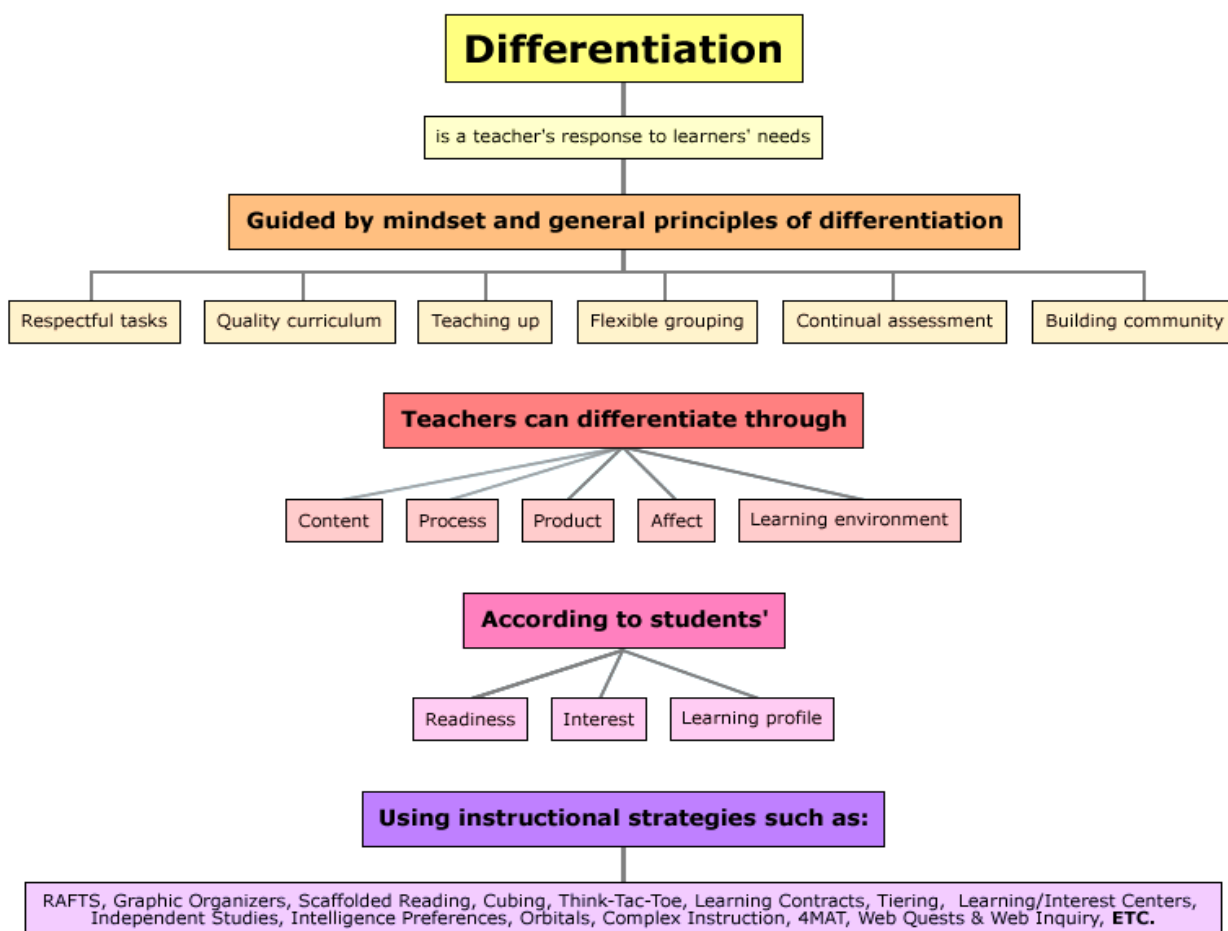 Differentiation
is a teacher's response to learners' needs
Guided by mindset and general principles of differentiation
Respectful tasks
Quality curriculum
Teaching up
Flexible grouping
Continual assessment
Building community
Teachers can differentiate through
Content
Process
Product
Affect
Learning environment
According to students'
Readiness
Interest
Learning profile
Using instructional strategies such as:
RAFTS, Graphic Organizers, Scaffolded Reading, Cubing, Think-Tac-Toe, Learning Contracts, Tiering, Learning/Interest Centers,
Independent Studies, Intelligence Preferences, Orbitals, Complex Instruction, 4MAT, Web Quests & Web Inquiry, ETC.